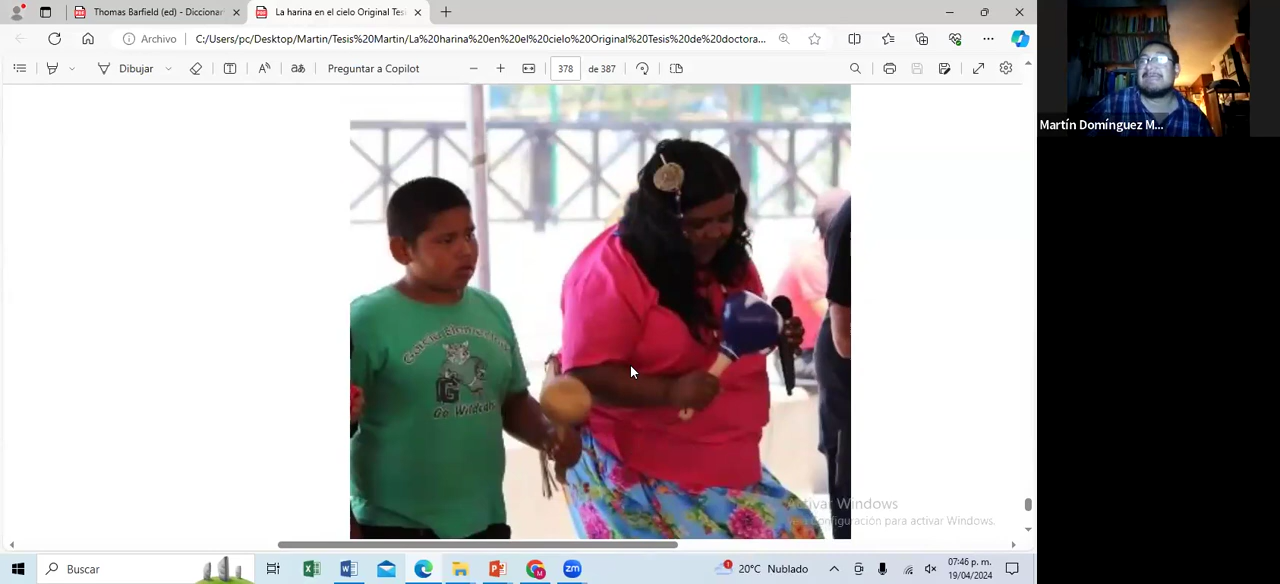 Thomas Barfield (ed) - Diccionar
La harina en el cielo Original Tesi
Archivo
C:/Users/pc/Desktop/Martin/Tesis%20Martin/La%20harina%20en%20el%20cielo%20Original%20Tesis%20de%20doctora...
Dibujar
Preguntar a Copilot
378
de 387
Martín Domínguez M...
Go Wildcats
Activar Windows
Ve a Configuración para activar Windows.
Buscar
20°C Nublado
07:46 p. m.
19/04/2024